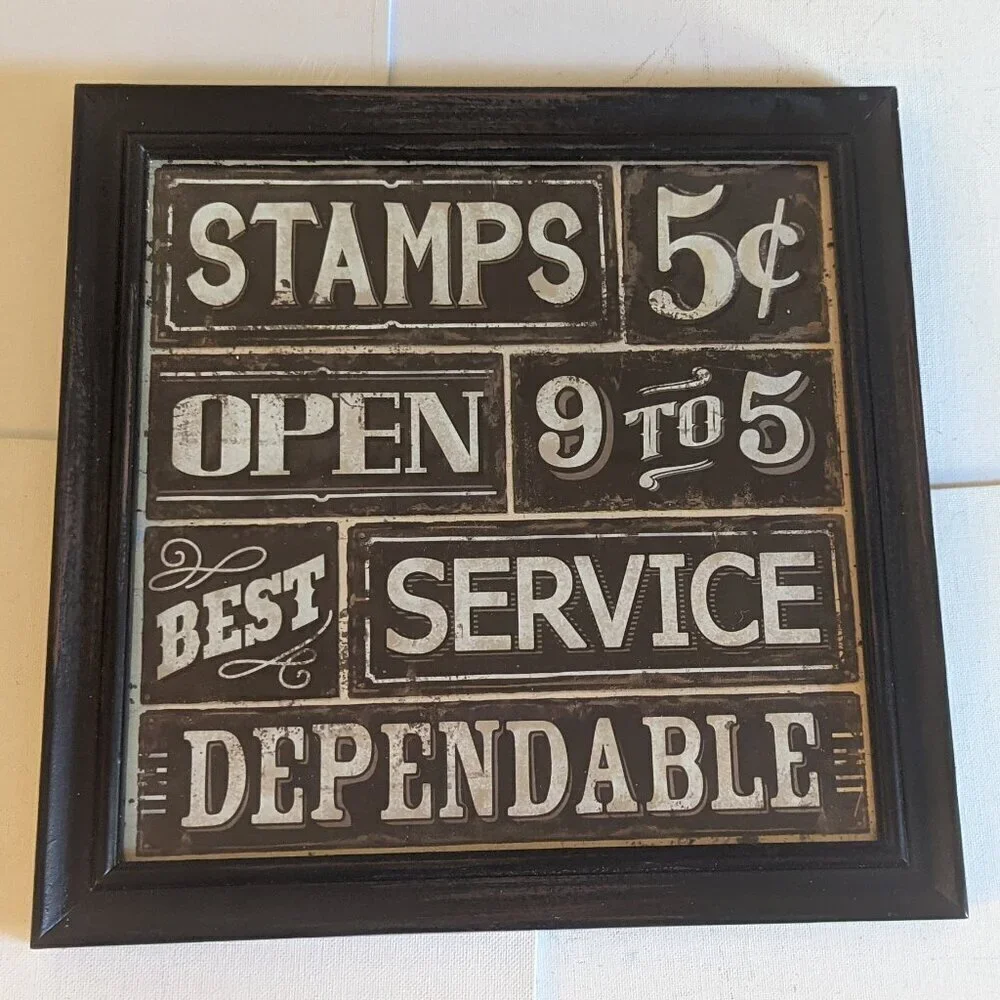 STAMPS 5¢
OPEN 9 TO 5
BEST SERVICE
DEPENDABLE